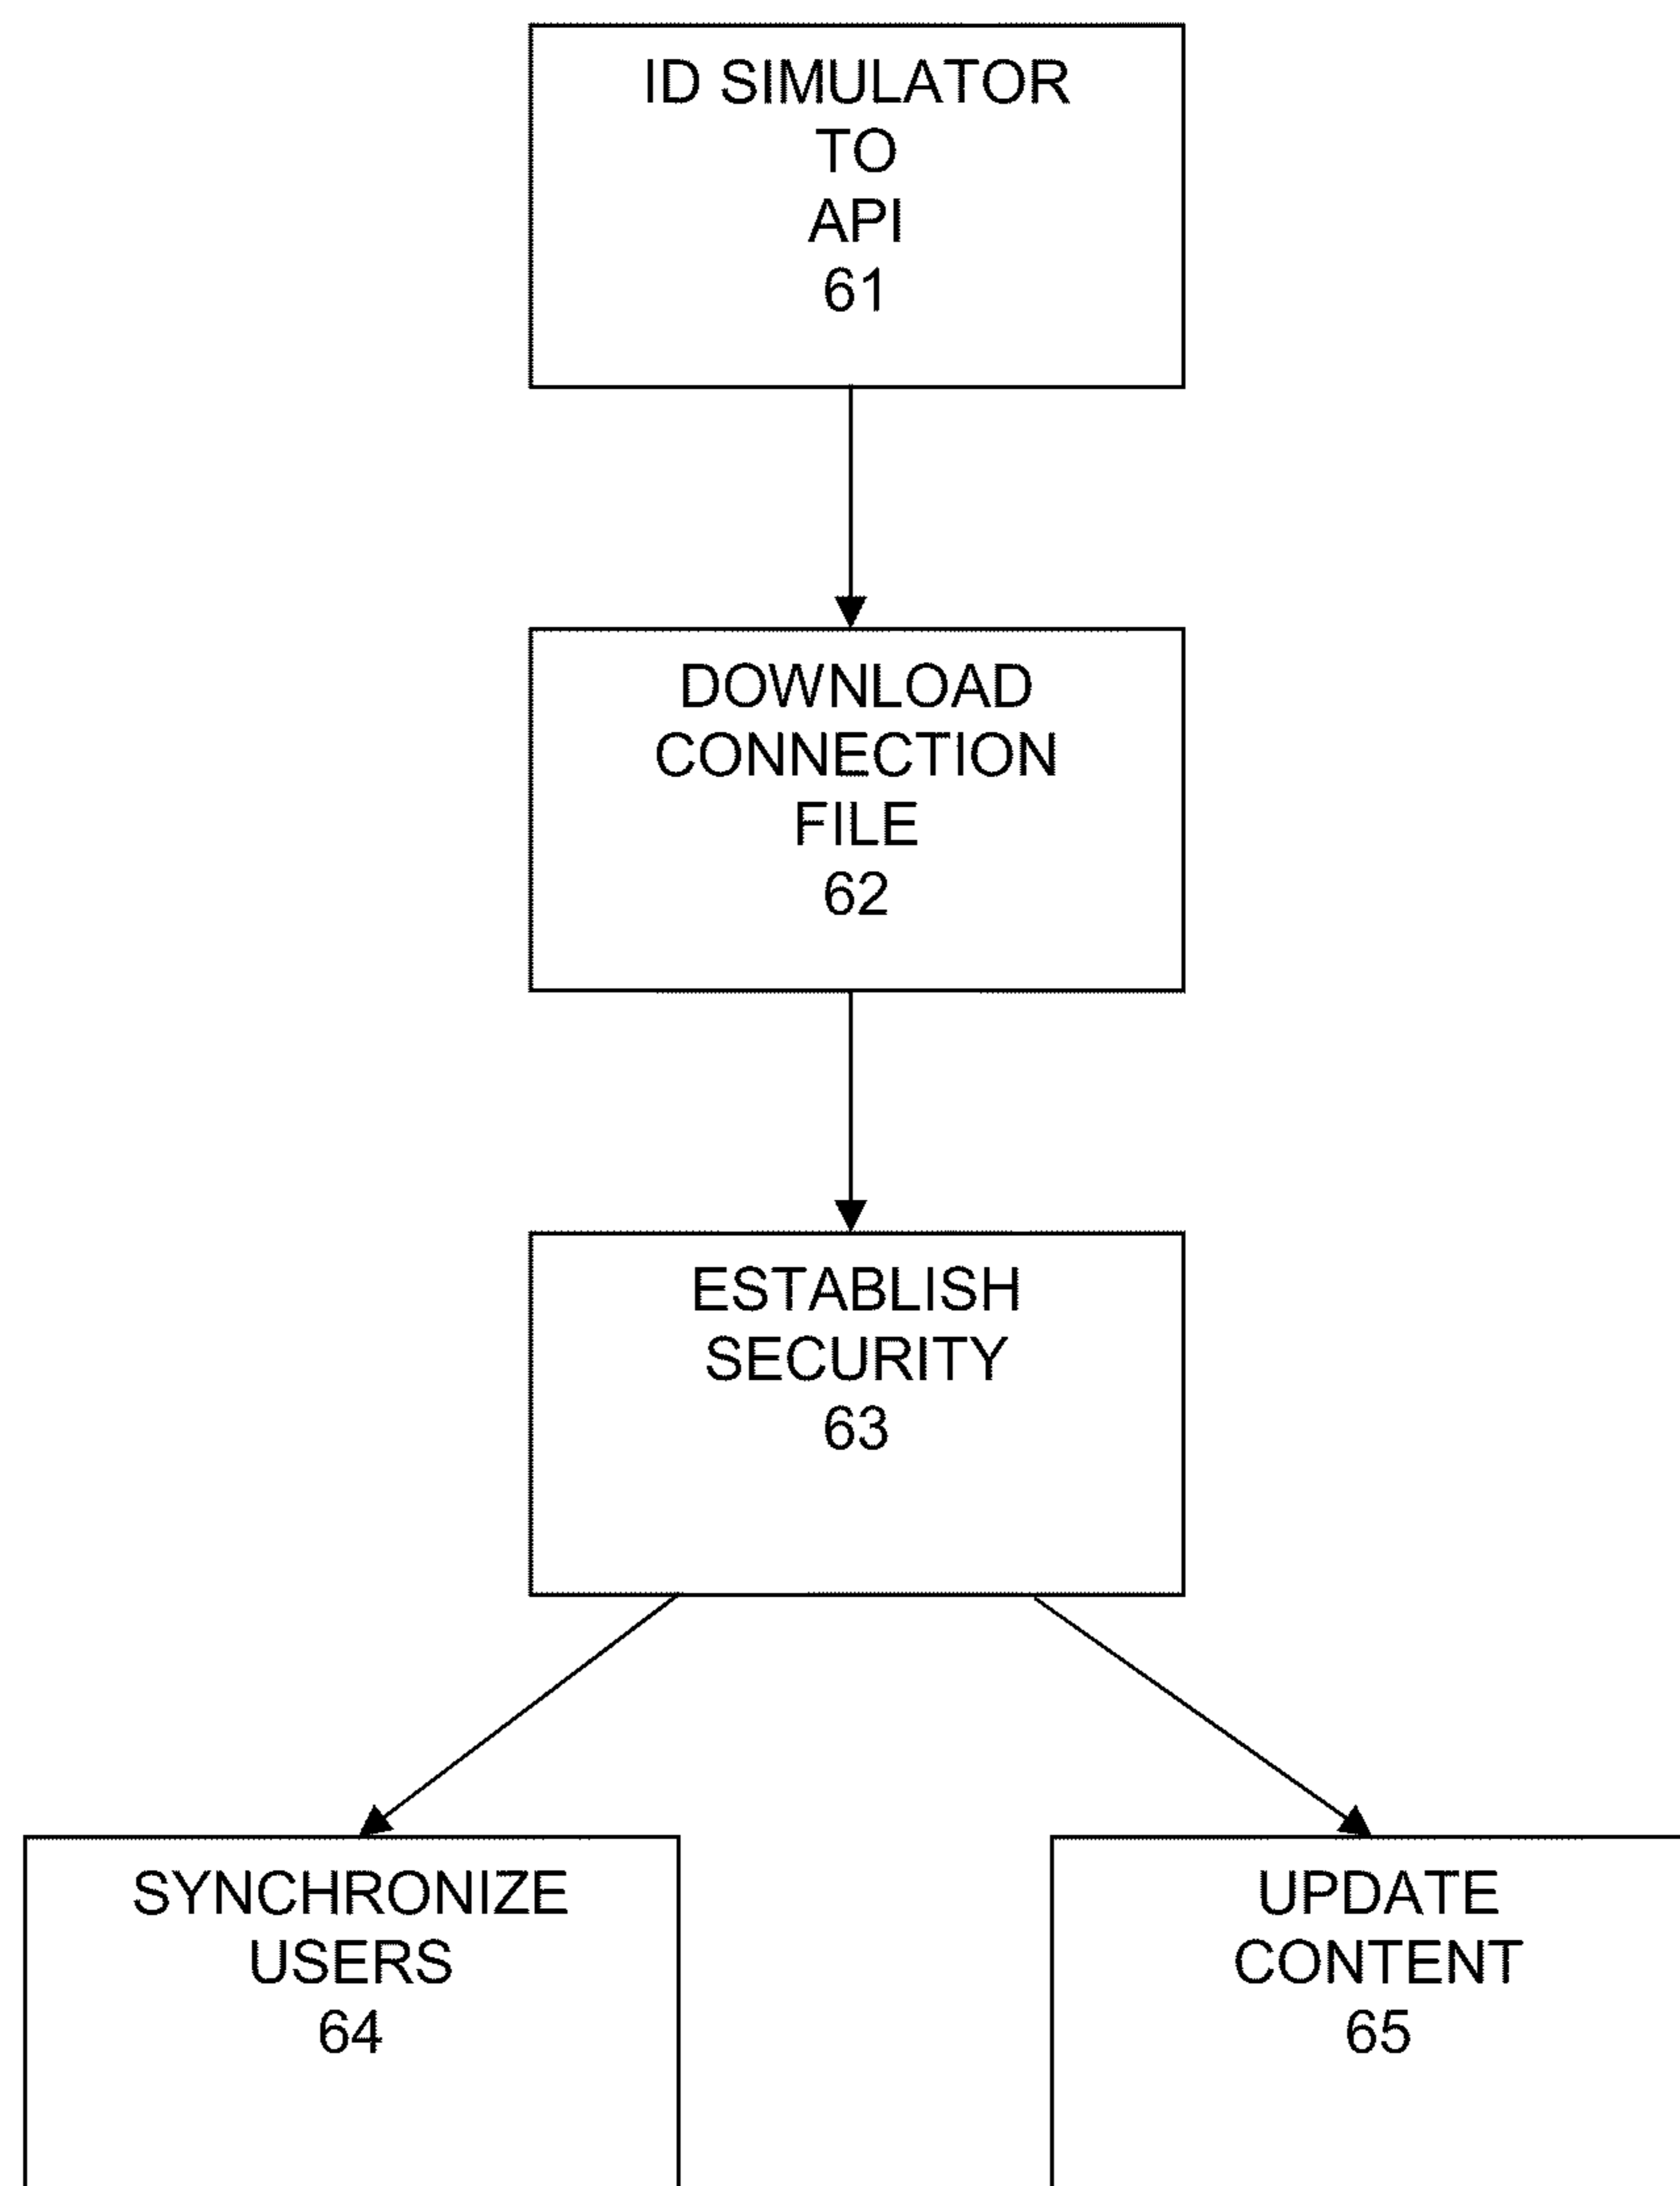 ID SIMULATOR
TO
API
61
DOWNLOAD
CONNECTION
FILE
62
ESTABLISH
SECURITY
63
SYNCHRONIZE
USERS
64
UPDATE
CONTENT
65